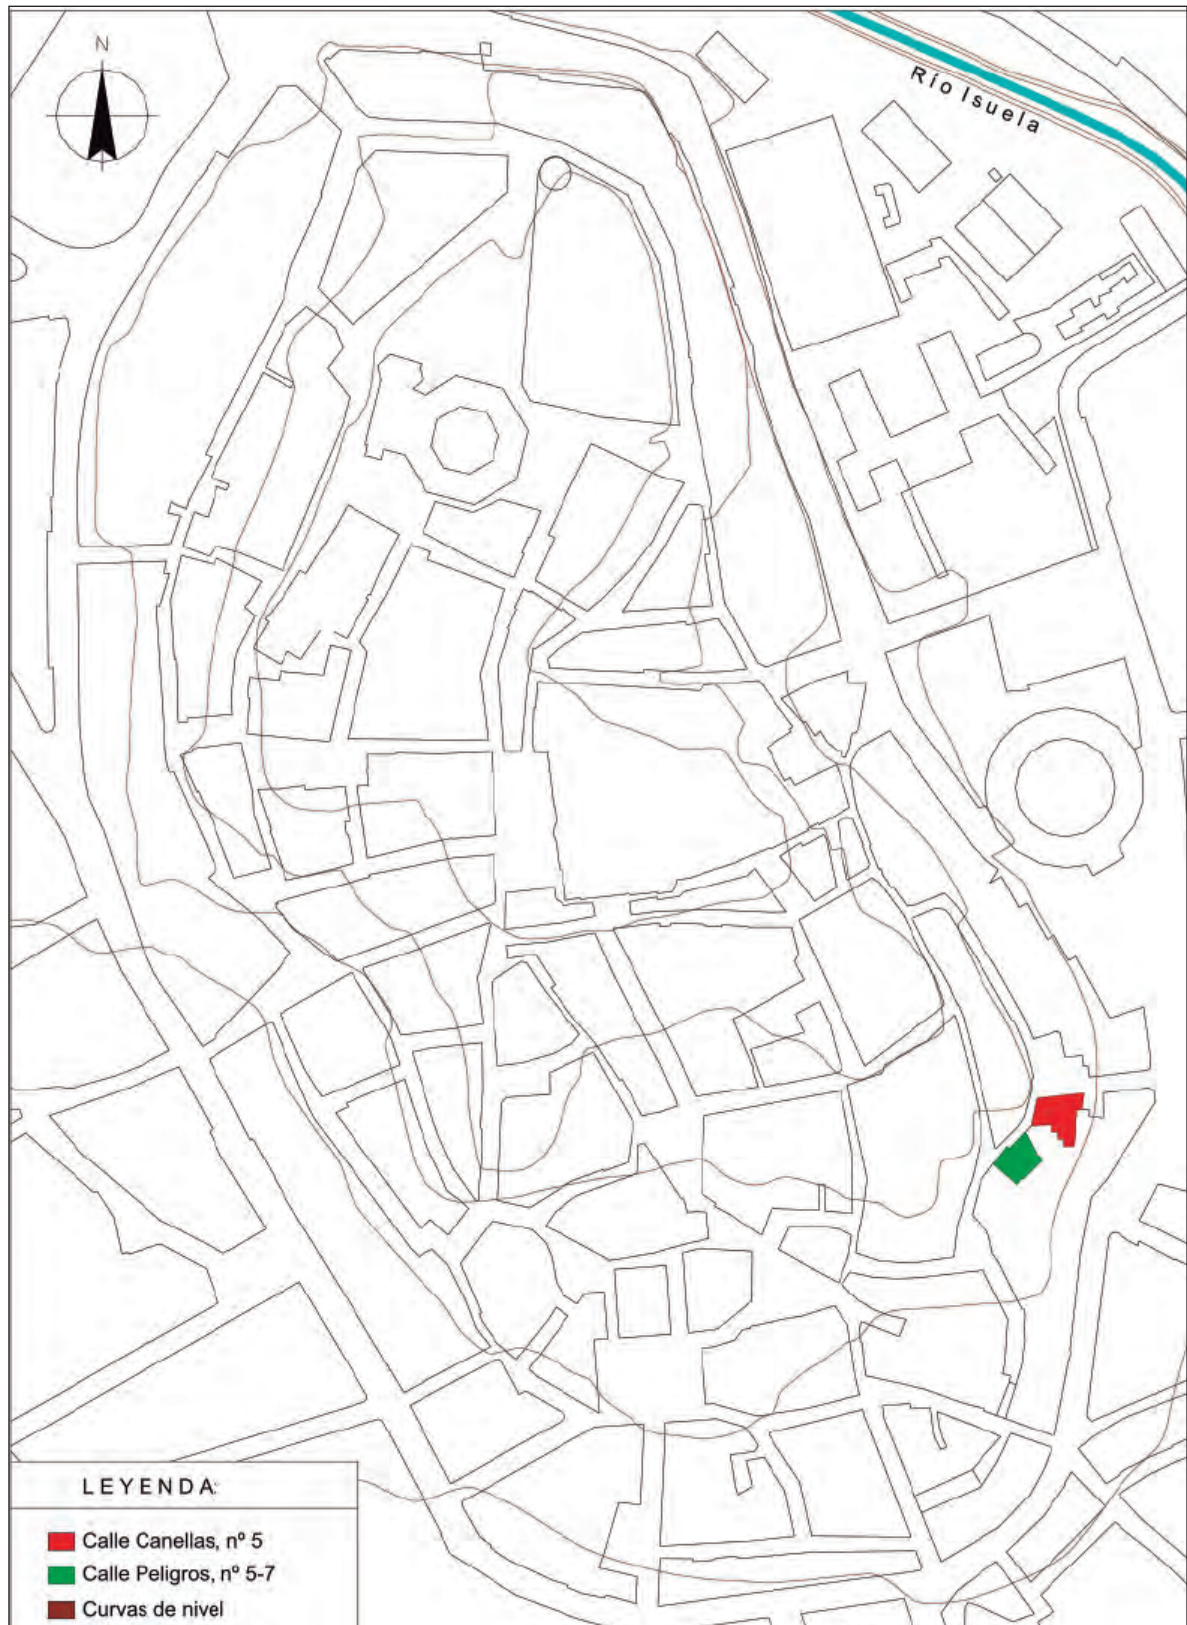 N
Río Isuela
LEYENDA:
Calle Canellas, nº 5
Calle Peligros, nº 5-7
Curvas de nivel